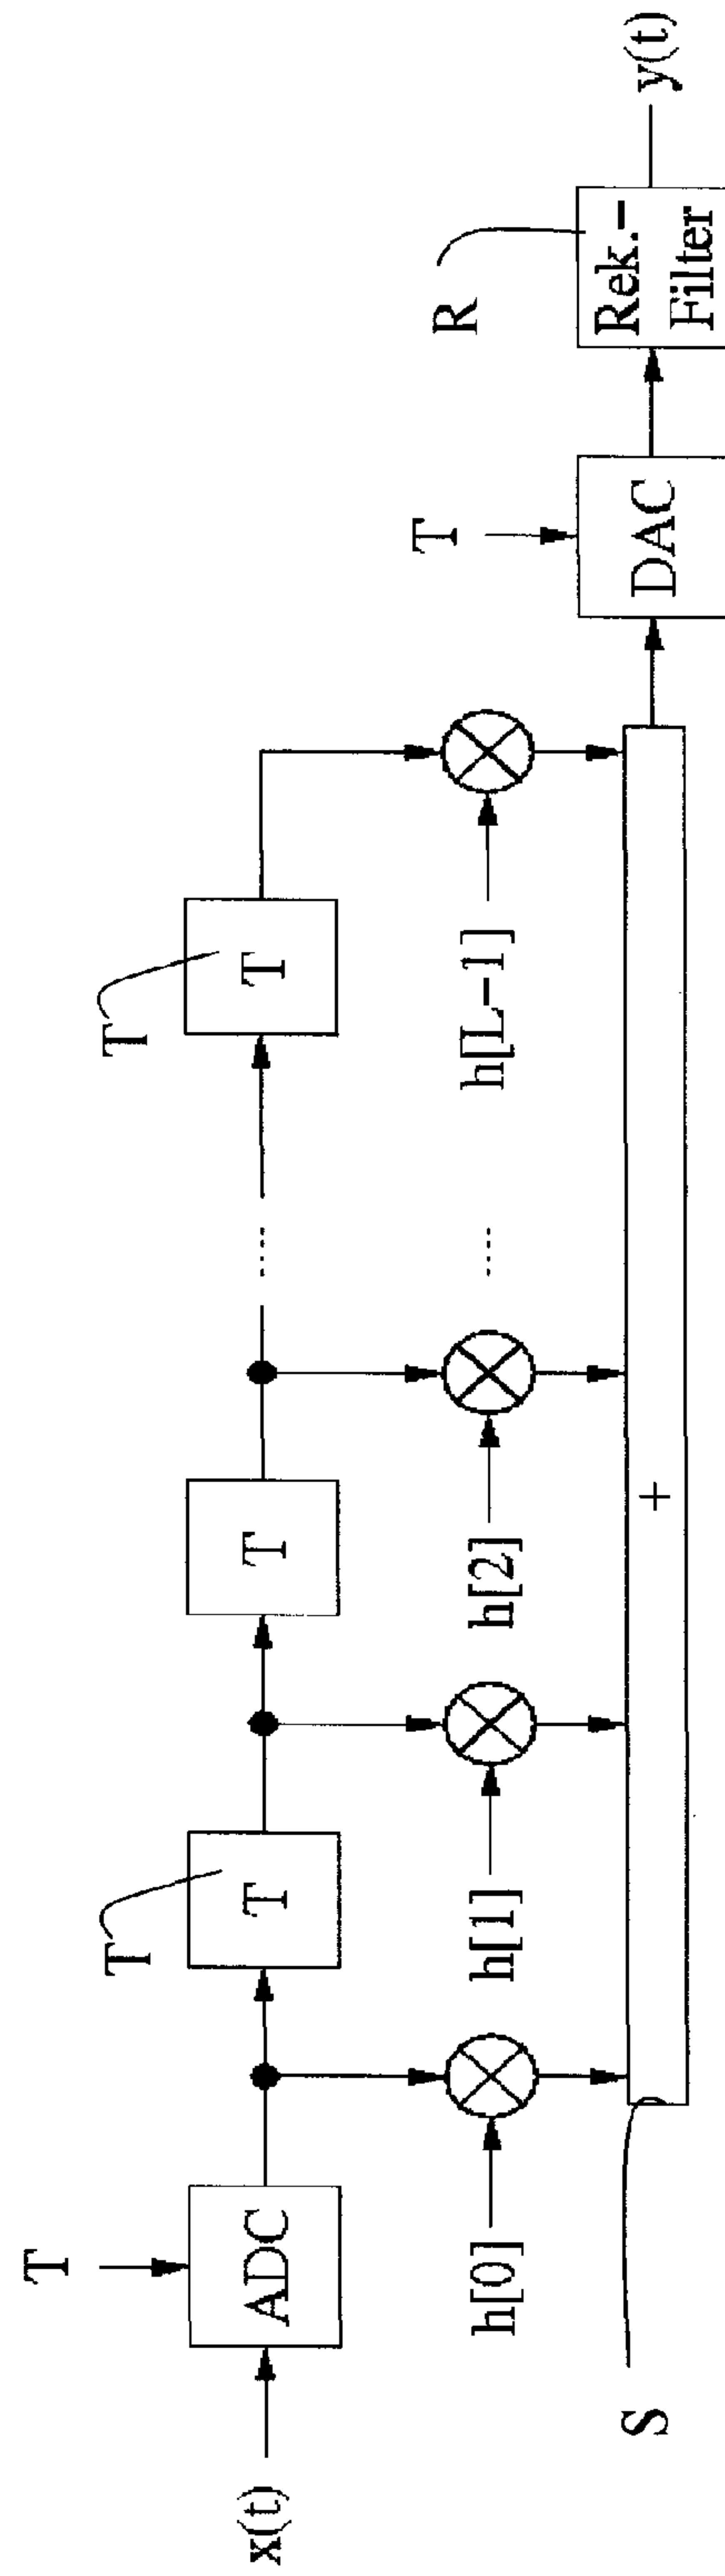 T
x(t)
ADC
T
T
T
T
T
h[0]
h[1]
h[2]
....
....
h[L-1]
S
+
T
DAC
R
Rek.-
Filter
y(t)